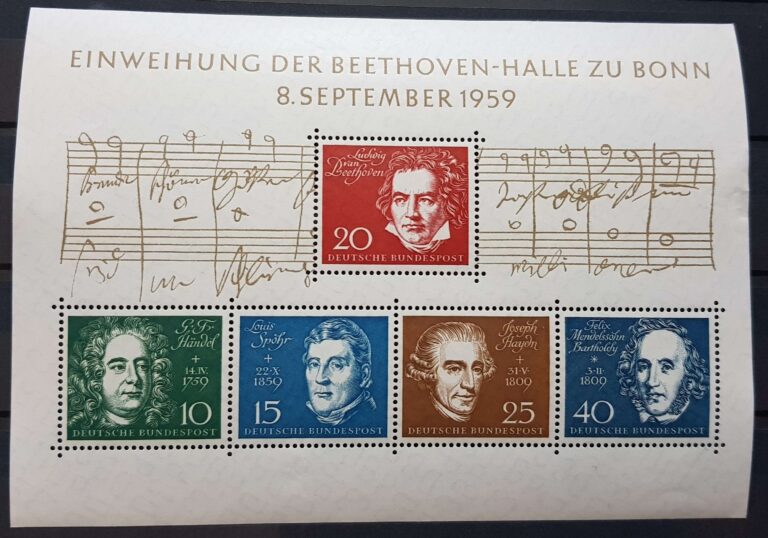 EINWEIHUNG DER BEETHOVEN-HALLE ZU BONN
8. SEPTEMBER 1959
Ludwig
van
Beethoven
20
DEUTSCHE BUNDESPOST
G. Fr.
Händel
+
14.IV.
1759
10
DEUTSCHE BUNDESPOST
Louis
Spohr
+
22·X
1859
15
DEUTSCHE BUNDESPOST
Joseph
Haydn
+
31·V·
1809
25
DEUTSCHE BUNDESPOST
Felix
Mendelssohn
Bartholdy
*
3·II·
1809
40
DEUTSCHE BUNDESPOST